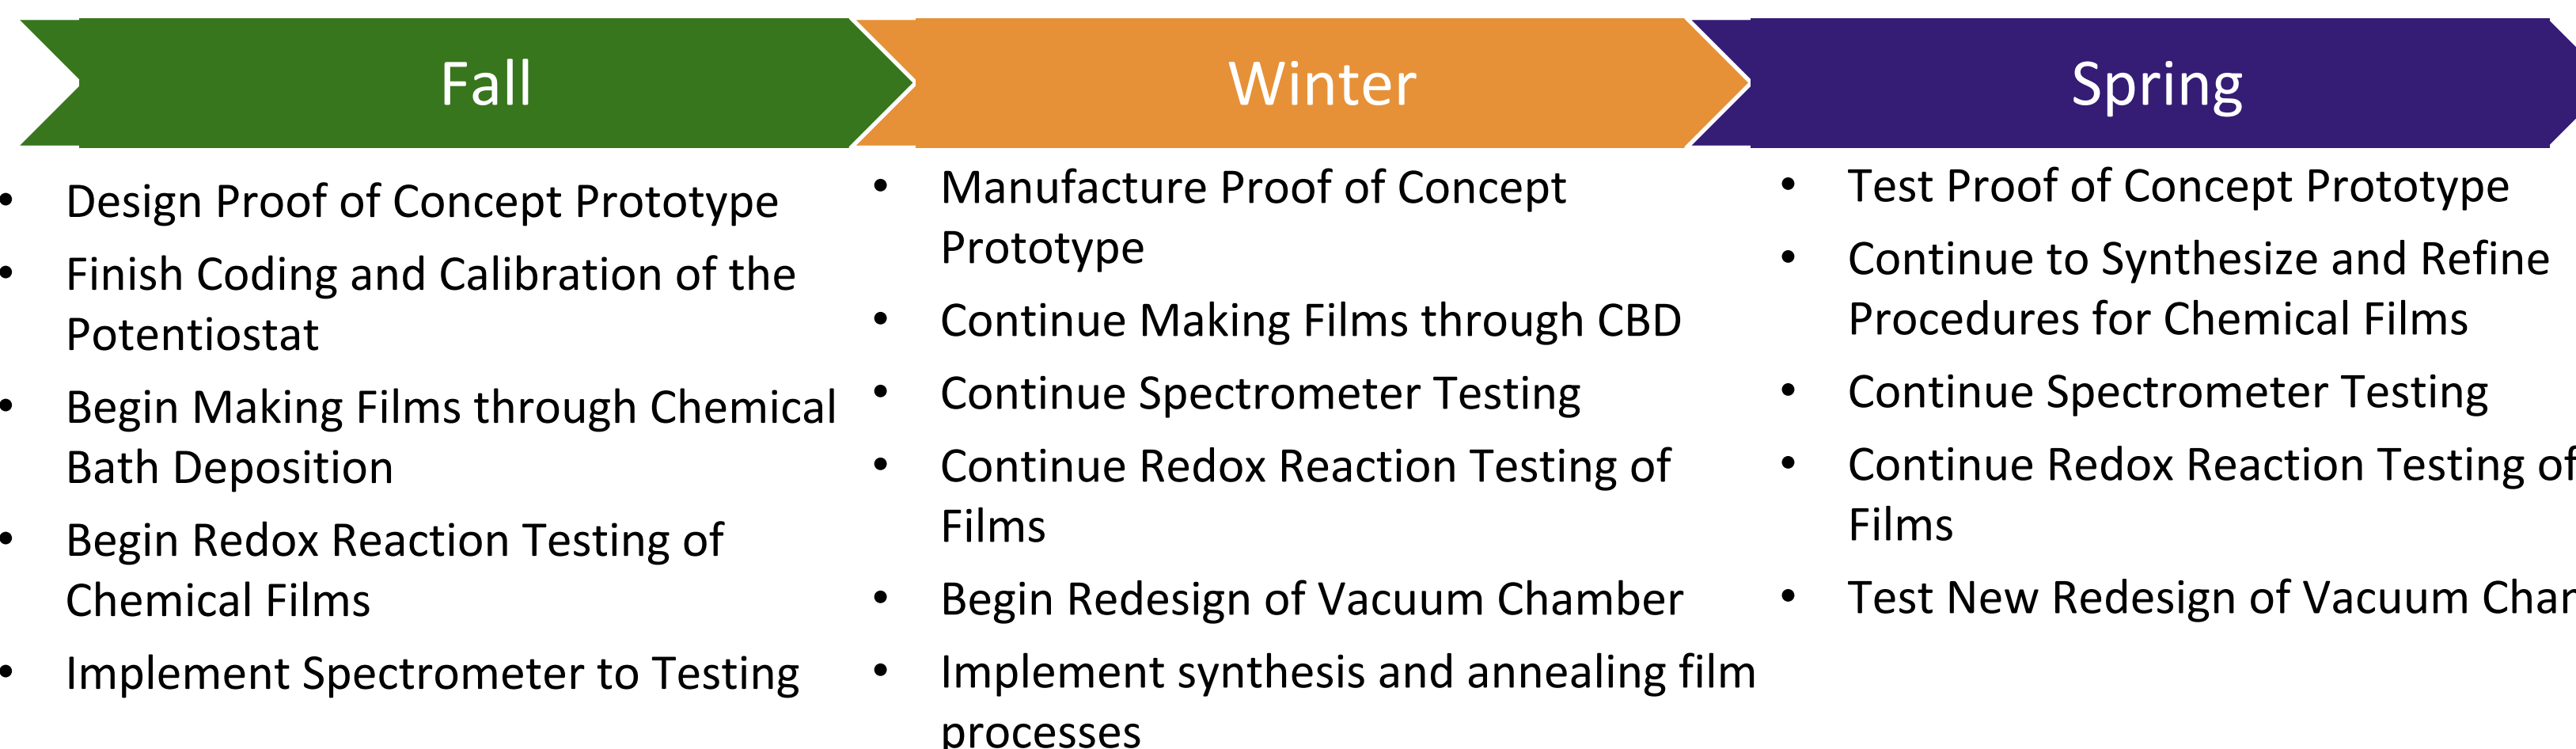 Fall
Winter
Spring
• Design Proof of Concept Prototype
• Finish Coding and Calibration of the
Potentiostat
• Begin Making Films through Chemical
Bath Deposition
• Begin Redox Reaction Testing of
Chemical Films
• Implement Spectrometer to Testing
• Manufacture Proof of Concept
Prototype
• Continue Making Films through CBD
• Continue Spectrometer Testing
• Continue Redox Reaction Testing of
Films
• Begin Redesign of Vacuum Chamber
• Implement synthesis and annealing film
processes
• Test Proof of Concept Prototype
• Continue to Synthesize and Refine
Procedures for Chemical Films
• Continue Spectrometer Testing
• Continue Redox Reaction Testing of
Films
• Test New Redesign of Vacuum